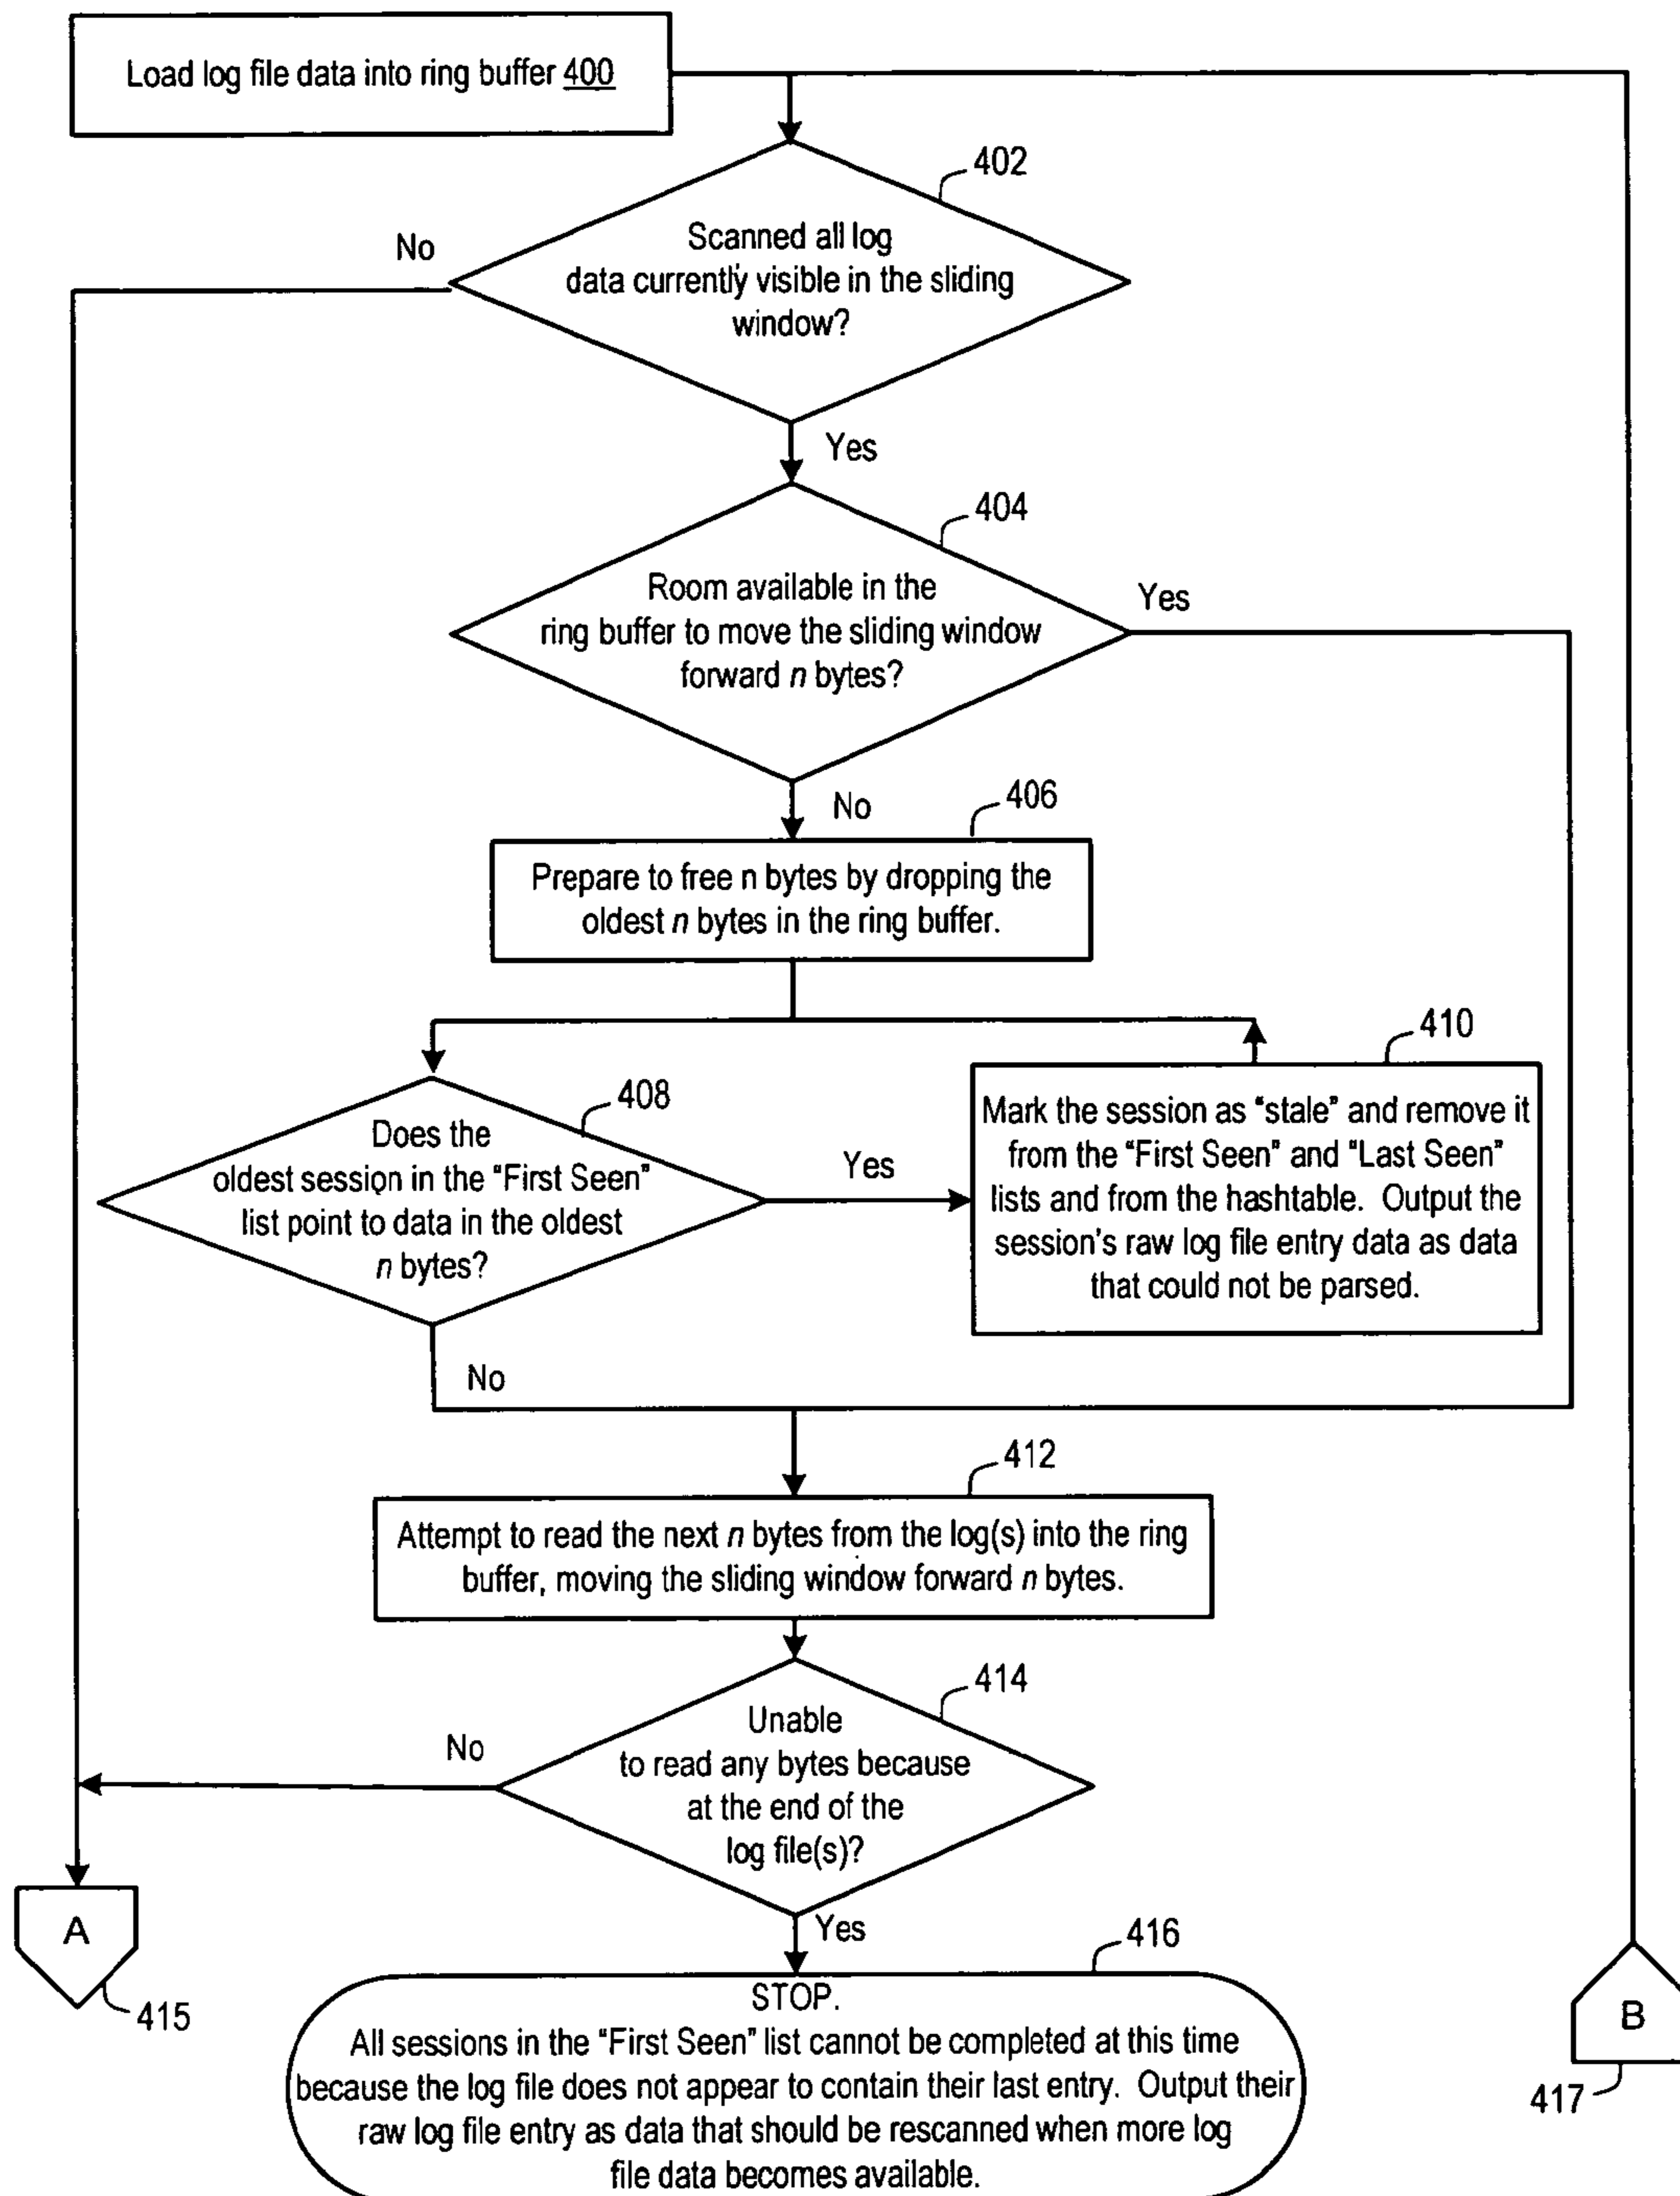 Load log file data into ring buffer 400
402
No
Scanned all log
data currently visible in the sliding
window?
Yes
404
Room available in the
ring buffer to move the sliding window
forward n bytes?
Yes
No
406
Prepare to free n bytes by dropping the
oldest n bytes in the ring buffer.
408
Does the
oldest session in the "First Seen"
list point to data in the oldest
n bytes?
Yes
410
Mark the session as "stale" and remove it
from the "First Seen" and "Last Seen"
lists and from the hashtable. Output the
session's raw log file entry data as data
that could not be parsed.
No
412
Attempt to read the next n bytes from the log(s) into the ring
buffer, moving the sliding window forward n bytes.
414
Unable
to read any bytes because
at the end of the
log file(s)?
No
Yes
A
415
416
STOP.
All sessions in the "First Seen" list cannot be completed at this time
because the log file does not appear to contain their last entry. Output their
raw log file entry as data that should be rescanned when more log
file data becomes available.
B
417